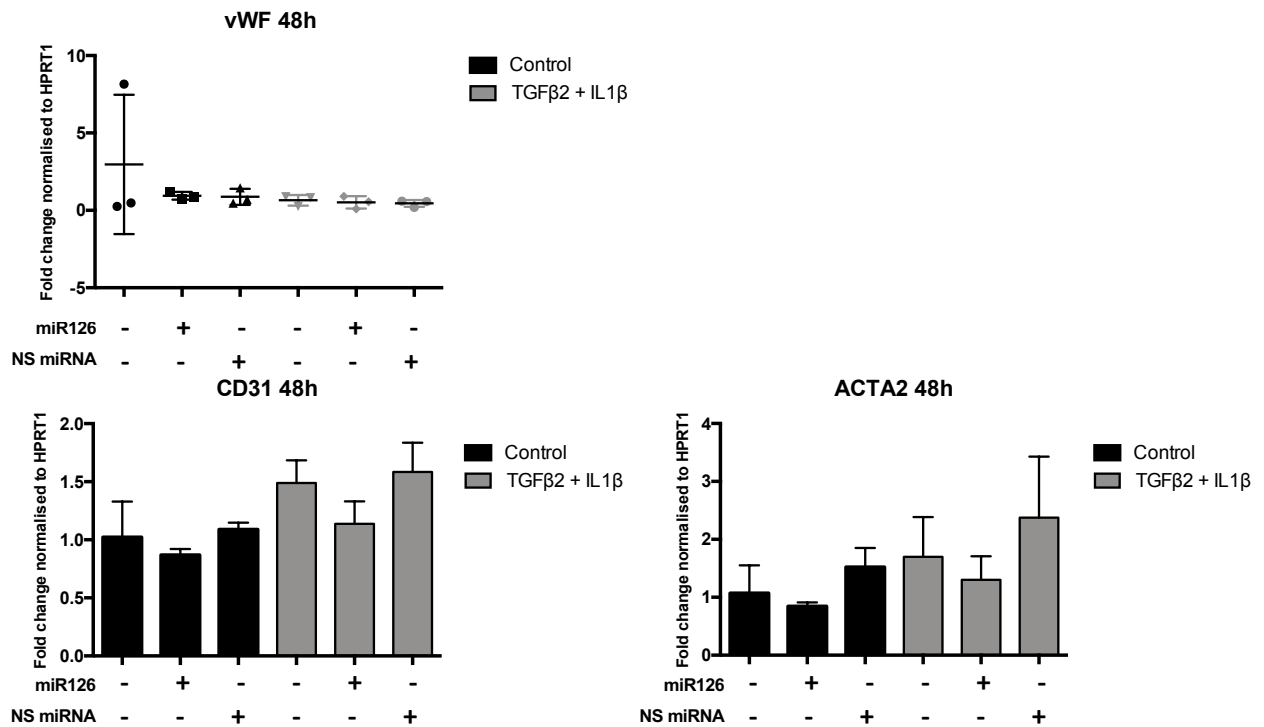 vWF 48h
Fold change normalised to HPRT1
10
5
0
-5
Control
TGFβ2 + IL1β
miR126 - + - - + -
NS miRNA - - + - - +
CD31 48h
Fold change normalised to HPRT1
2.0
1.5
1.0
0.5
0.0
Control
TGFβ2 + IL1β
miR126 - + - - + -
NS miRNA - - + - - +
ACTA2 48h
Fold change normalised to HPRT1
4
3
2
1
0
Control
TGFβ2 + IL1β
miR126 - + - - + -
NS miRNA - - + - - +